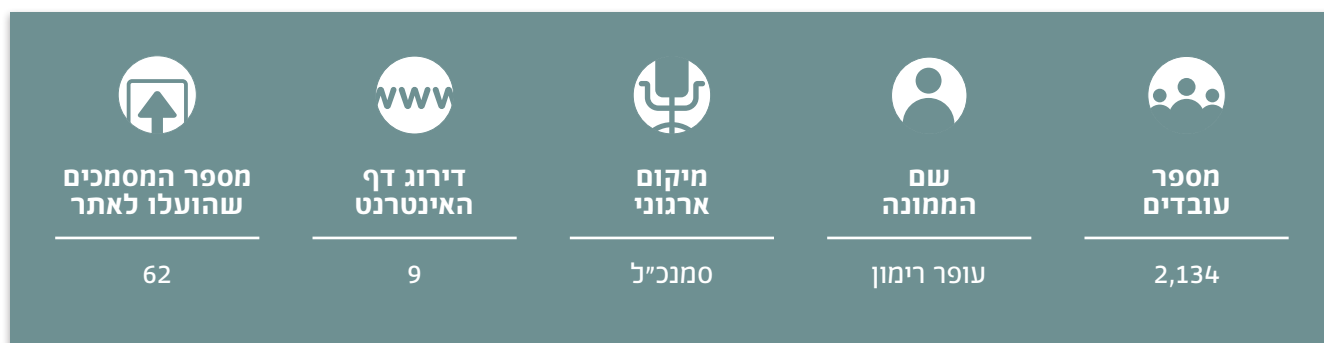 מספר
עובדים
2,134
שם
הממונה
עופר רימון
מיקום
ארגוני
סמנכ״ל
www
דירוג דף
האינטרנט
9
מספר המסמכים
שהועלו לאתר
62